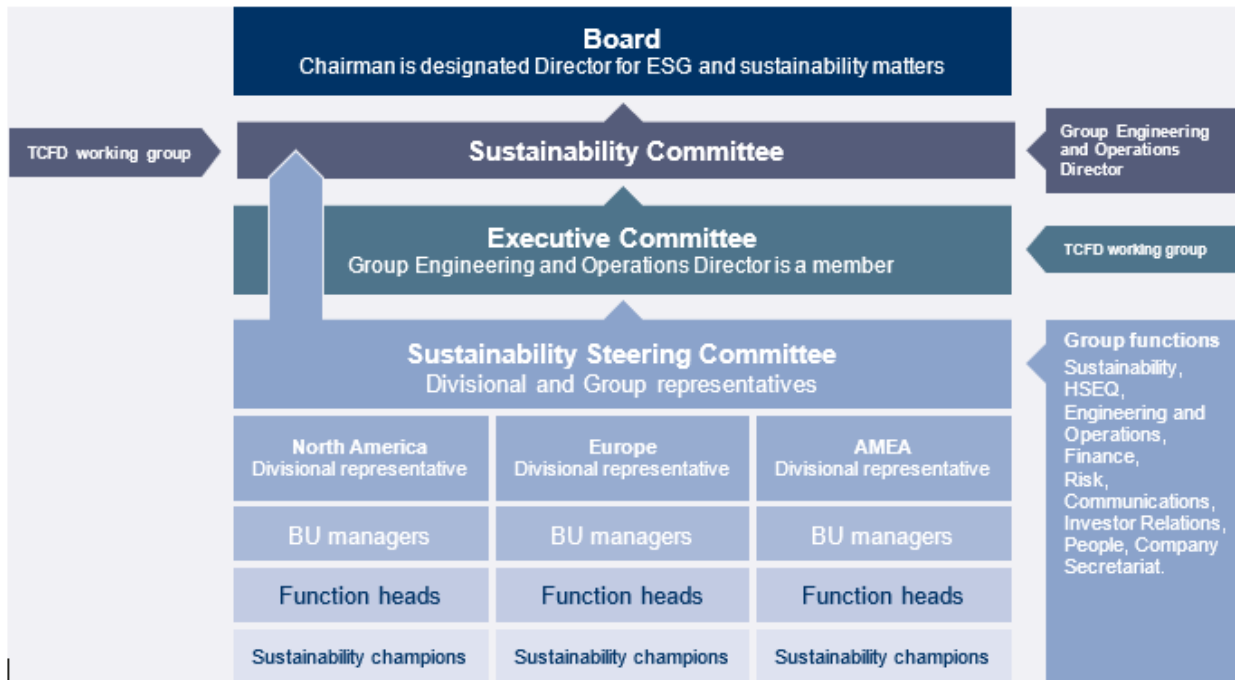 Board
Chairman is designated Director for ESG and sustainability matters
TCFD working group
Sustainability Committee
Group Engineering
and Operations
Director
Executive Committee
Group Engineering and Operations Director is a member
TCFD working group
Sustainability Steering Committee
Divisional and Group representatives
Group functions
Sustainability,
HSEQ,
Engineering and
Operations,
Finance,
Risk,
Communications,
Investor Relations,
People, Company
Secretariat.
North America
Divisional representative
Europe
Divisional representative
AMEA
Divisional representative
BU managers
BU managers
BU managers
Function heads
Function heads
Function heads
Sustainability champions
Sustainability champions
Sustainability champions